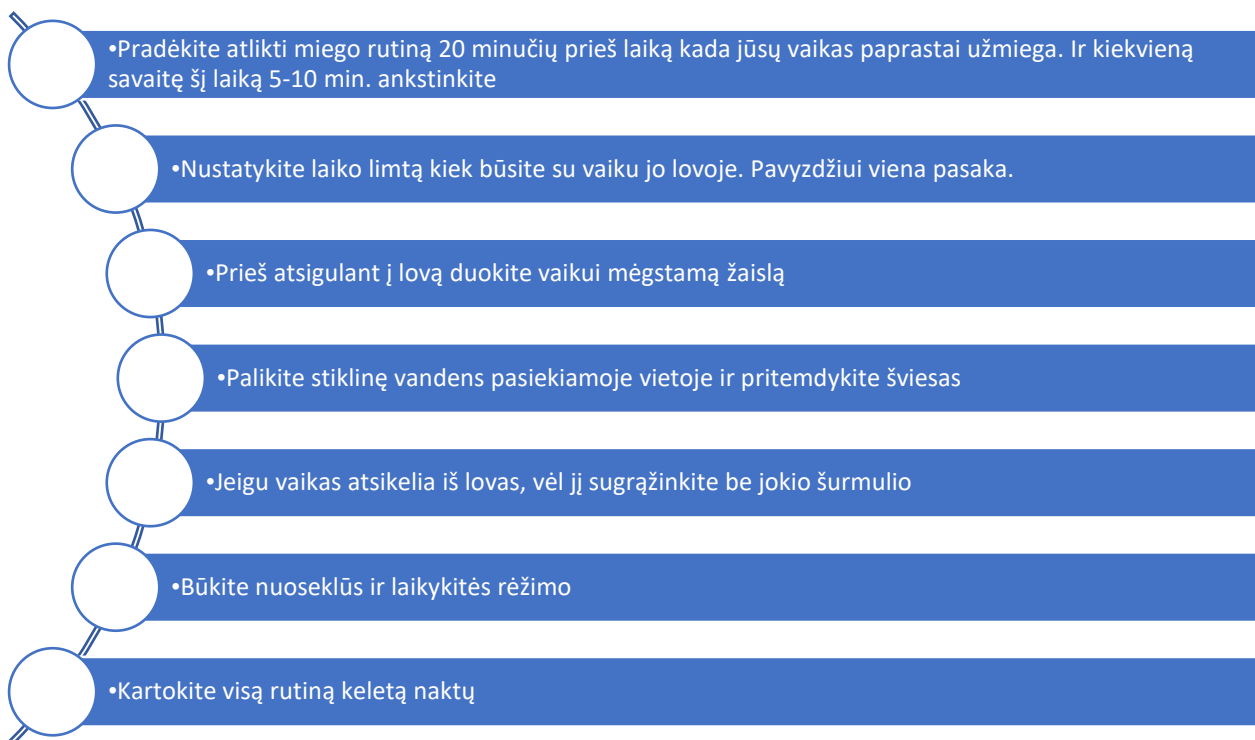 •Pradėkite atlikti miego rutiną 20 minučių prieš laiką kada jūsų vaikas paprastai užmiega. Ir kiekvieną
savaitę šį laiką 5-10 min. ankstinkite
•Nustatykite laiko limtą kiek būsite su vaiku jo lovoje. Pavyzdžiui viena pasaka.
•Prieš atsigulant į lovą duokite vaikui mėgstamą žaislą
•Palikite stiklinę vandens pasiekiamoje vietoje ir pritemdykite šviesas
•Jeigu vaikas atsikelia iš lovas, vėl jį sugrąžinkite be jokio šurmulio
•Būkite nuoseklūs ir laikykitės rėžimo
•Kartokite visą rutiną keletą naktų